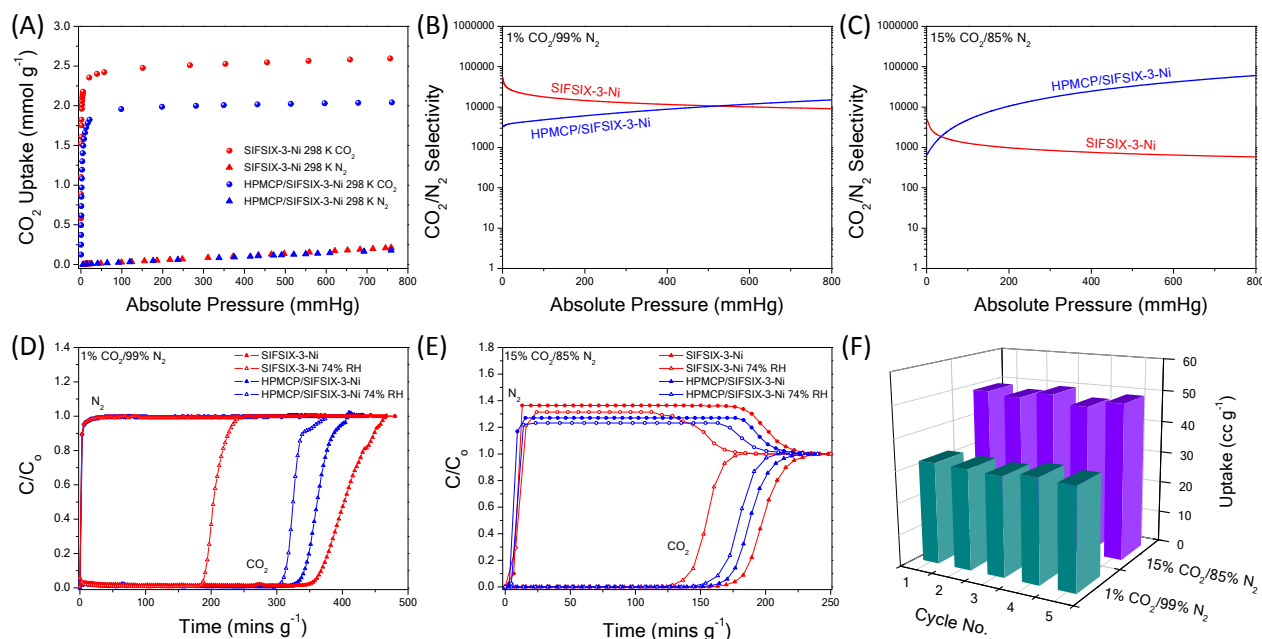 (A)
3.0
2.5
2.0
1.5
1.0
0.5
0.0
CO₂ Uptake (mmol g⁻¹)
SIFSIX-3-Ni 298 K CO₂
SIFSIX-3-Ni 298 K N₂
HPMCP/SIFSIX-3-Ni 298 K CO₂
HPMCP/SIFSIX-3-Ni 298 K N₂
0 100 200 300 400 500 600 700 800
Absolute Pressure (mmHg)
(B)
1000000
100000
10000
1000
100
10
1
CO₂/N₂ Selectivity
1% CO₂/99% N₂
SIFSIX-3-Ni
HPMCP/SIFSIX-3-Ni
0 200 400 600 800
Absolute Pressure (mmHg)
(C)
1000000
100000
10000
1000
100
10
1
CO₂/N₂ Selectivity
15% CO₂/85% N₂
HPMCP/SIFSIX-3-Ni
SIFSIX-3-Ni
0 200 400 600 800
Absolute Pressure (mmHg)
(D)
1.4
1.2
1.0
0.8
0.6
0.4
0.2
0.0
C/C₀
1% CO₂/99% N₂
SIFSIX-3-Ni
SIFSIX-3-Ni 74% RH
HPMCP/SIFSIX-3-Ni
HPMCP/SIFSIX-3-Ni 74% RH
N₂
CO₂
0 100 200 300 400 500
Time (mins g⁻¹)
(E)
1.8
1.6
1.4
1.2
1.0
0.8
0.6
0.4
0.2
0.0
C/C₀
15% CO₂/85% N₂
SIFSIX-3-Ni
SIFSIX-3-Ni 74% RH
HPMCP/SIFSIX-3-Ni
HPMCP/SIFSIX-3-Ni 74% RH
N₂
CO₂
0 50 100 150 200 250
Time (mins g⁻¹)
(F)
60
50
40
30
20
10
0
Uptake (cc g⁻¹)
15% CO₂/85% N₂
1% CO₂/99% N₂
1 2 3 4 5
Cycle No.